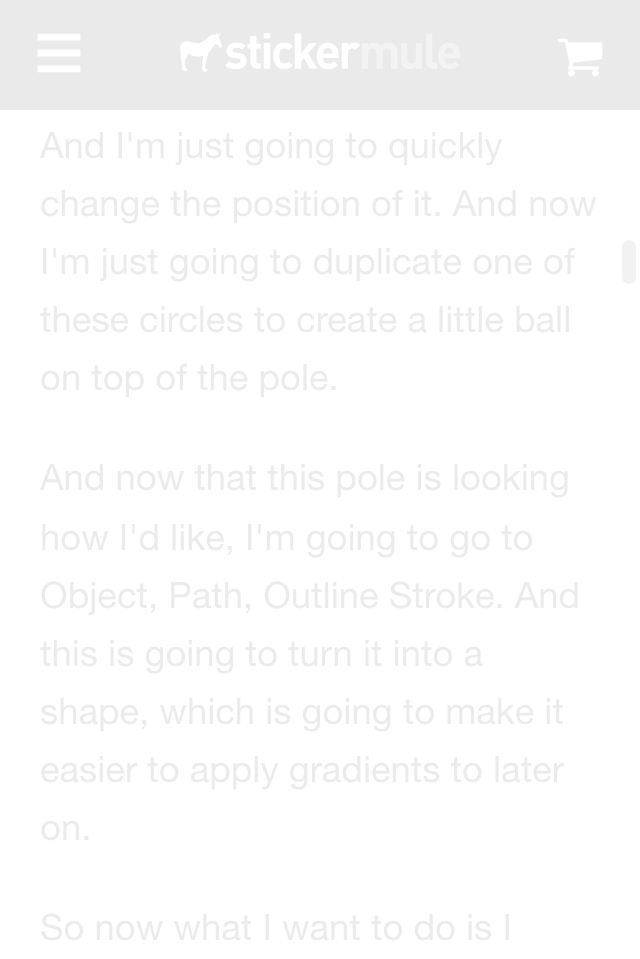 stickermule
And I'm just going to quickly
change the position of it. And now
I'm just going to duplicate one of
these circles to create a little ball
on top of the pole.
And now that this pole is looking
how I'd like, I'm going to go to
Object, Path, Outline Stroke. And
this is going to turn it into a
shape, which is going to make it
easier to apply gradients to later
on.
So now what I want to do is I